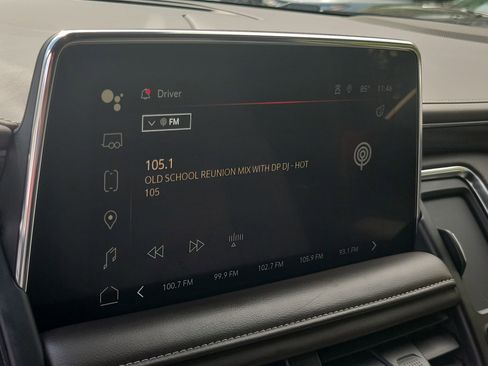 Driver
85°
11:46
FM
105.1
OLD SCHOOL REUNION MIX WITH DP DJ - HOT
105
100.7 FM 99.9 FM 102.7 FM 105.9 FM 93.1 FM